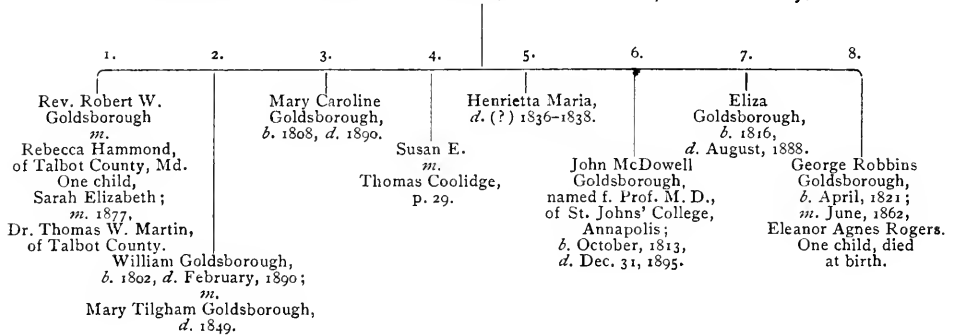 1. 2. 3. 4. 5. 6. 7. 8.
Rev. Robert W.
Goldsborough
m.
Rebecca Hammond,
of Talbot County, Md.
One child,
Sarah Elizabeth;
m. 1877,
Dr. Thomas W. Martin,
of Talbot County.
William Goldsborough,
b. 1802, d. February, 1890;
m.
Mary Tilgham Goldsborough,
d. 1849.
Mary Caroline
Goldsborough,
b. 1808, d. 1890.
Susan E.
m.
Thomas Coolidge,
p. 29.
Henrietta Maria,
d. (?) 1836-1838.
John McDowell
Goldsborough,
named f. Prof. M. D.,
of St. Johns' College,
Annapolis;
b. October, 1813,
d. Dec. 31, 1895.
Eliza
Goldsborough,
b. 1816,
d. August, 1888.
George Robbins
Goldsborough,
b. April, 1821;
m. June, 1862,
Eleanor Agnes Rogers.
One child, died
at birth.